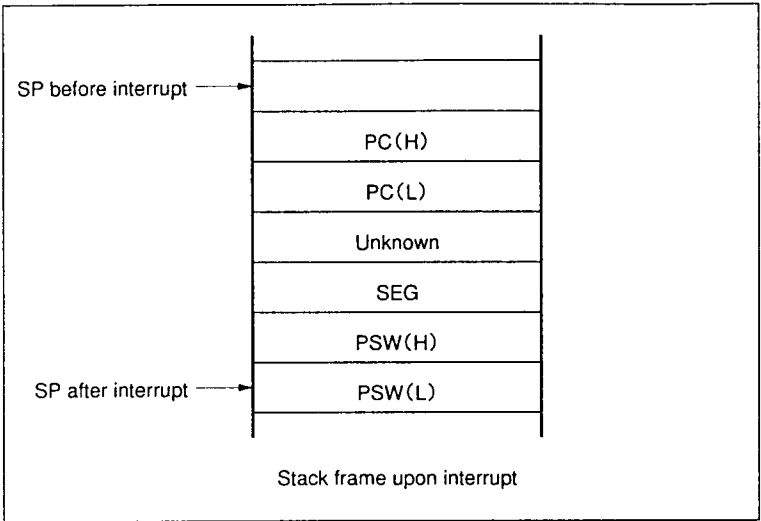 SP before interrupt
PC(H)
PC(L)
Unknown
SEG
PSW(H)
SP after interrupt
PSW(L)
Stack frame upon interrupt